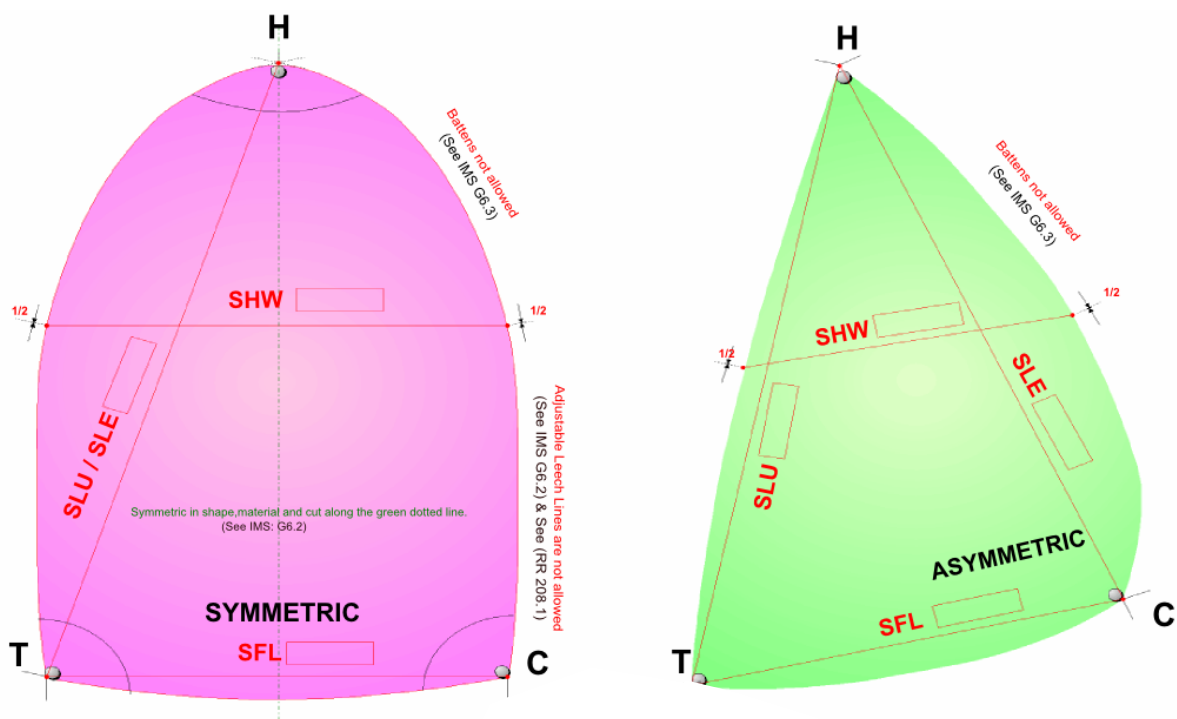 H
Battens not allowed
(See IMS G6.3)
SHW
1/2
1/2
SLU / SLE
Adjustable Leech Lines are not allowed
(See IMS G6.2) & See (RR 208.1)
Symmetric in shape,material and cut along the green dotted line.
(See IMS: G6.2)
SYMMETRIC
SFL
T
C
H
Battens not allowed
(See IMS G6.3)
1/2
SHW
1/2
SLE
SLU
ASYMMETRIC
SFL
T
C